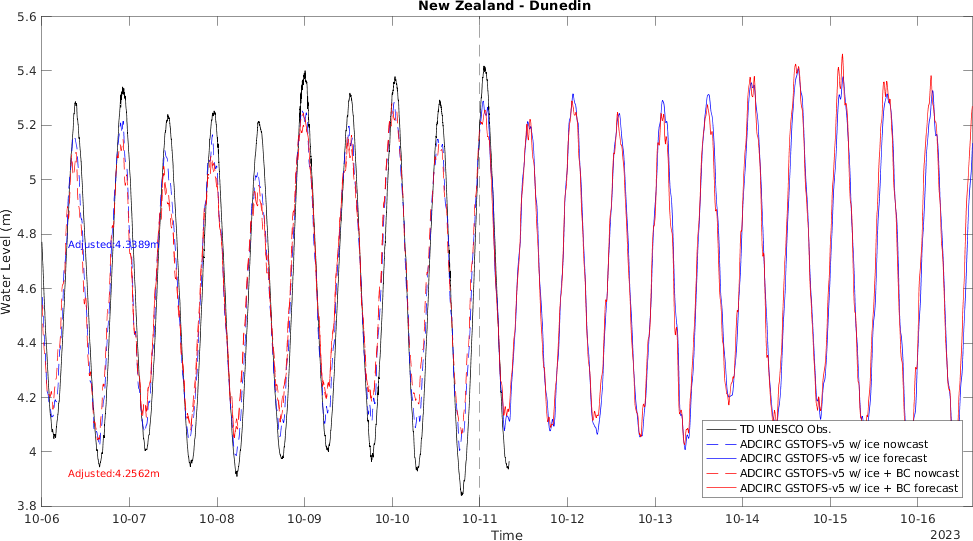 New Zealand - Dunedin
5.6
5.4
5.2
5
4.8
4.6
4.4
4.2
4
3.8
Water Level (m)
Adjusted:4.3389m
Adjusted:4.2562m
TD UNESCO Obs.
ADCIRC GSTOFS-v5 w/ ice nowcast
ADCIRC GSTOFS-v5 w/ ice forecast
ADCIRC GSTOFS-v5 w/ ice + BC nowcast
ADCIRC GSTOFS-v5 w/ ice + BC forecast
10-06 10-07 10-08 10-09 10-10 10-11 10-12 10-13 10-14 10-15 10-16
Time
2023